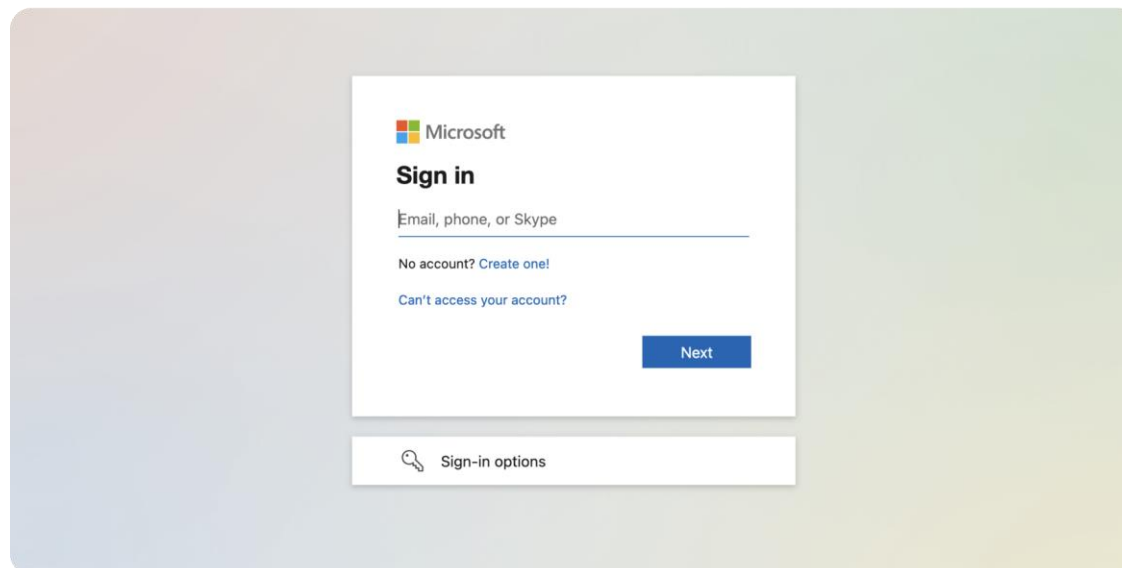 Microsoft
Sign in
Email, phone, or Skype
No account? Create one!
Can't access your account?
Next
Sign-in options